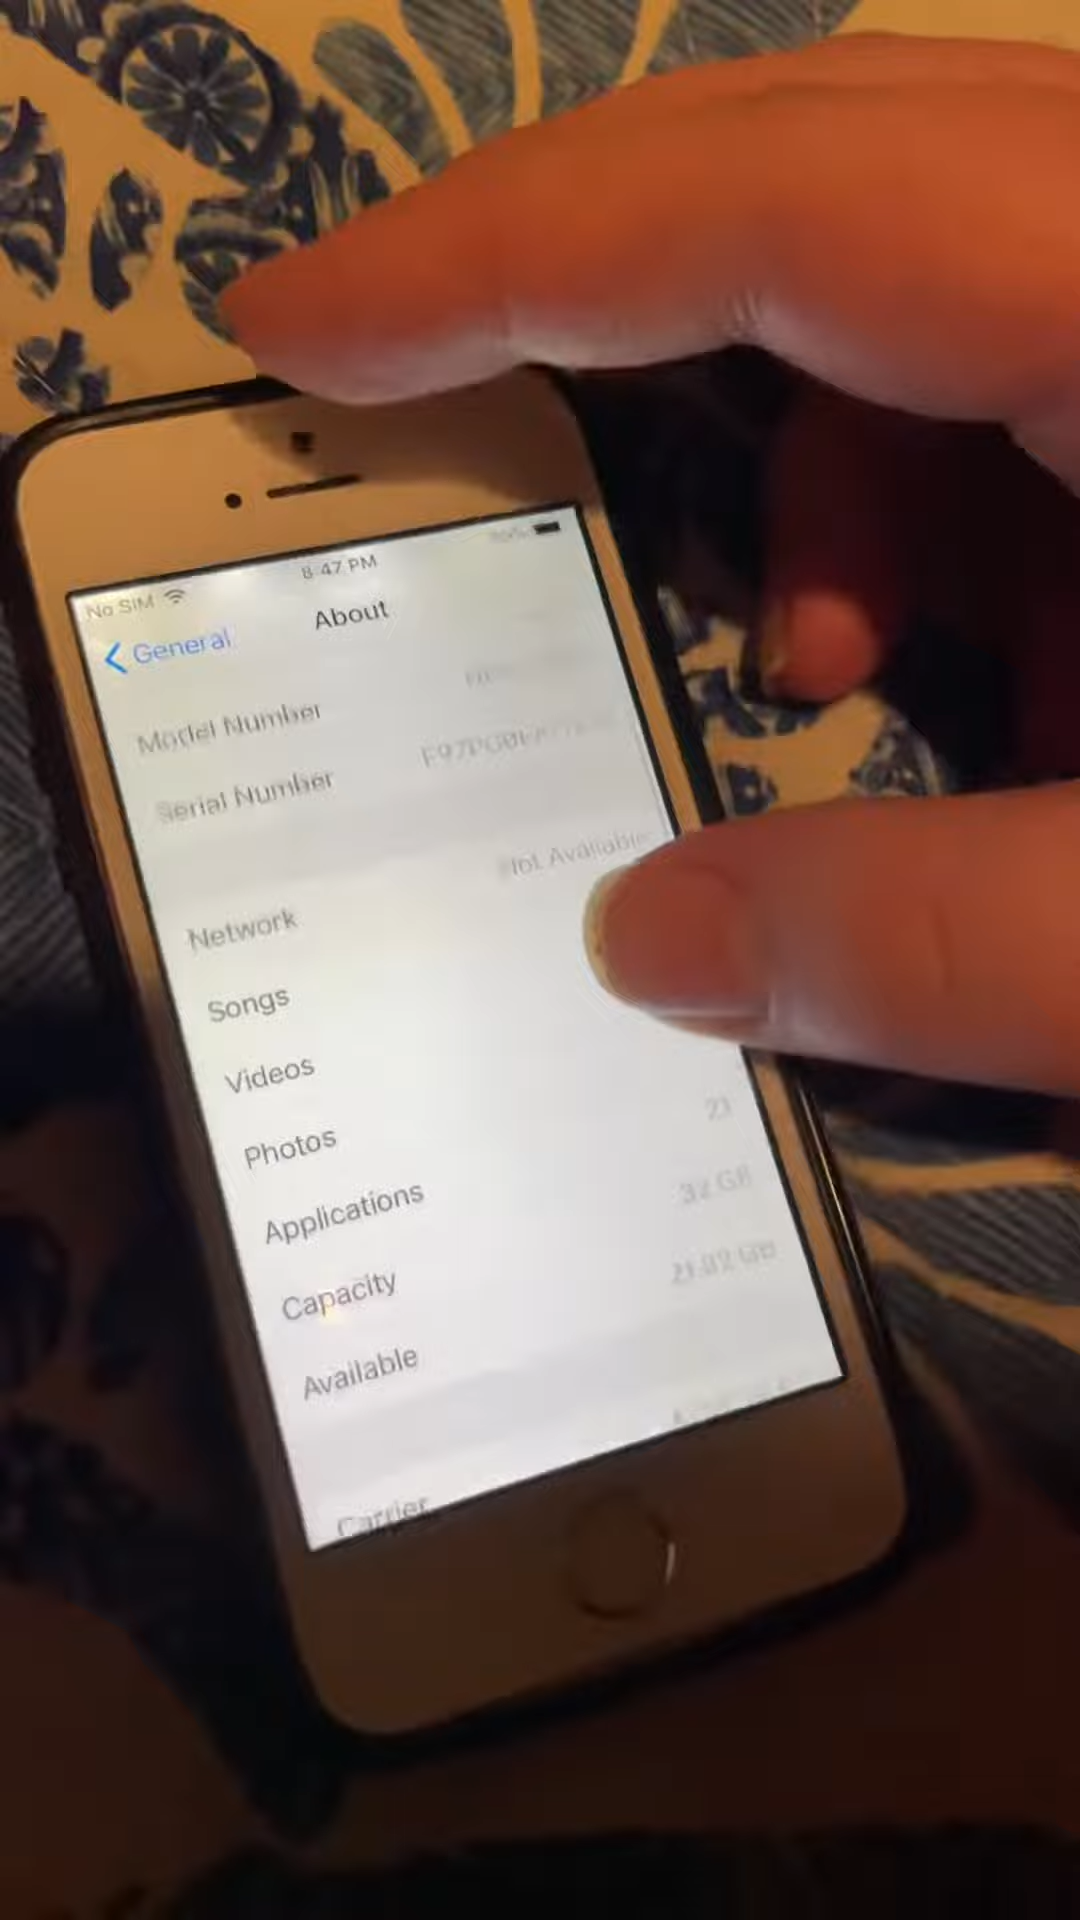 No SIM
8:47 PM
General
About
Model Number
Serial Number
Network
Not Available
Songs
Videos
Photos
Applications
21
Capacity
32 GB
Available
Carrier